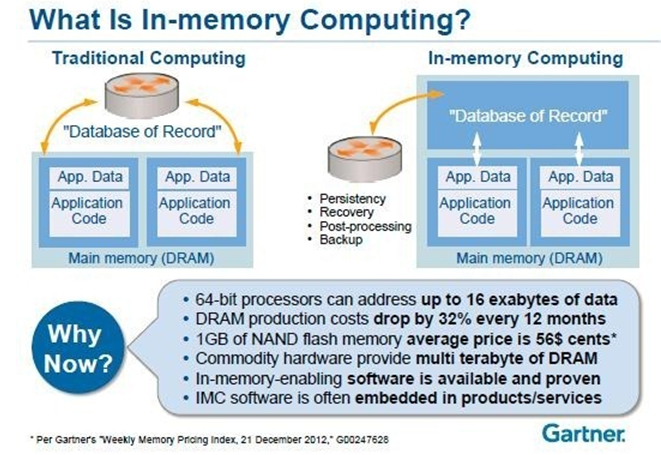 What Is In-memory Computing?
Traditional Computing
"Database of Record"
App. Data
Application
Code
App. Data
Application
Code
Main memory (DRAM)
In-memory Computing
"Database of Record"
• Persistency
• Recovery
• Post-processing
• Backup
App. Data
Application
Code
App. Data
Application
Code
Main memory (DRAM)
Why
Now?
• 64-bit processors can address up to 16 exabytes of data
• DRAM production costs drop by 32% every 12 months
• 1GB of NAND flash memory average price is 56$ cents*
• Commodity hardware provide multi terabyte of DRAM
• In-memory-enabling software is available and proven
• IMC software is often embedded in products/services
* Per Gartner's "Weekly Memory Pricing Index, 21 December 2012," G00247628
Gartner.